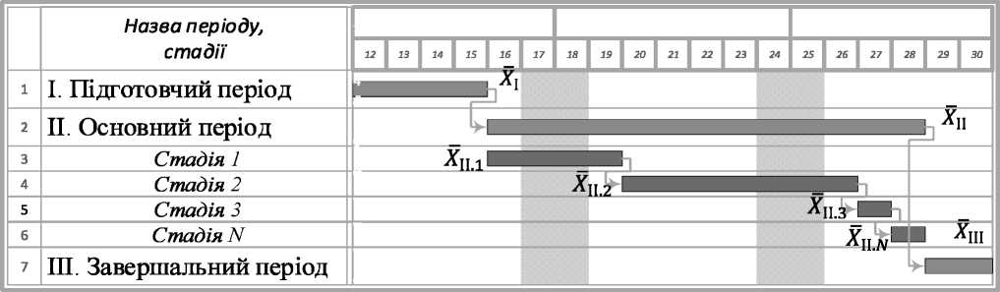 Назва періоду,
стадії
12 13 14 15 16 17 18 19 20 21 22 23 24 25 26 27 28 29 30
1 І. Підготовчий період X̅I
2 ІІ. Основний період X̅II
3 Стадія 1 X̅II.1
4 Стадія 2 X̅II.2
5 Стадія 3 X̅II.3
6 Стадія N X̅II.N X̅III
7 ІІІ. Завершальний період